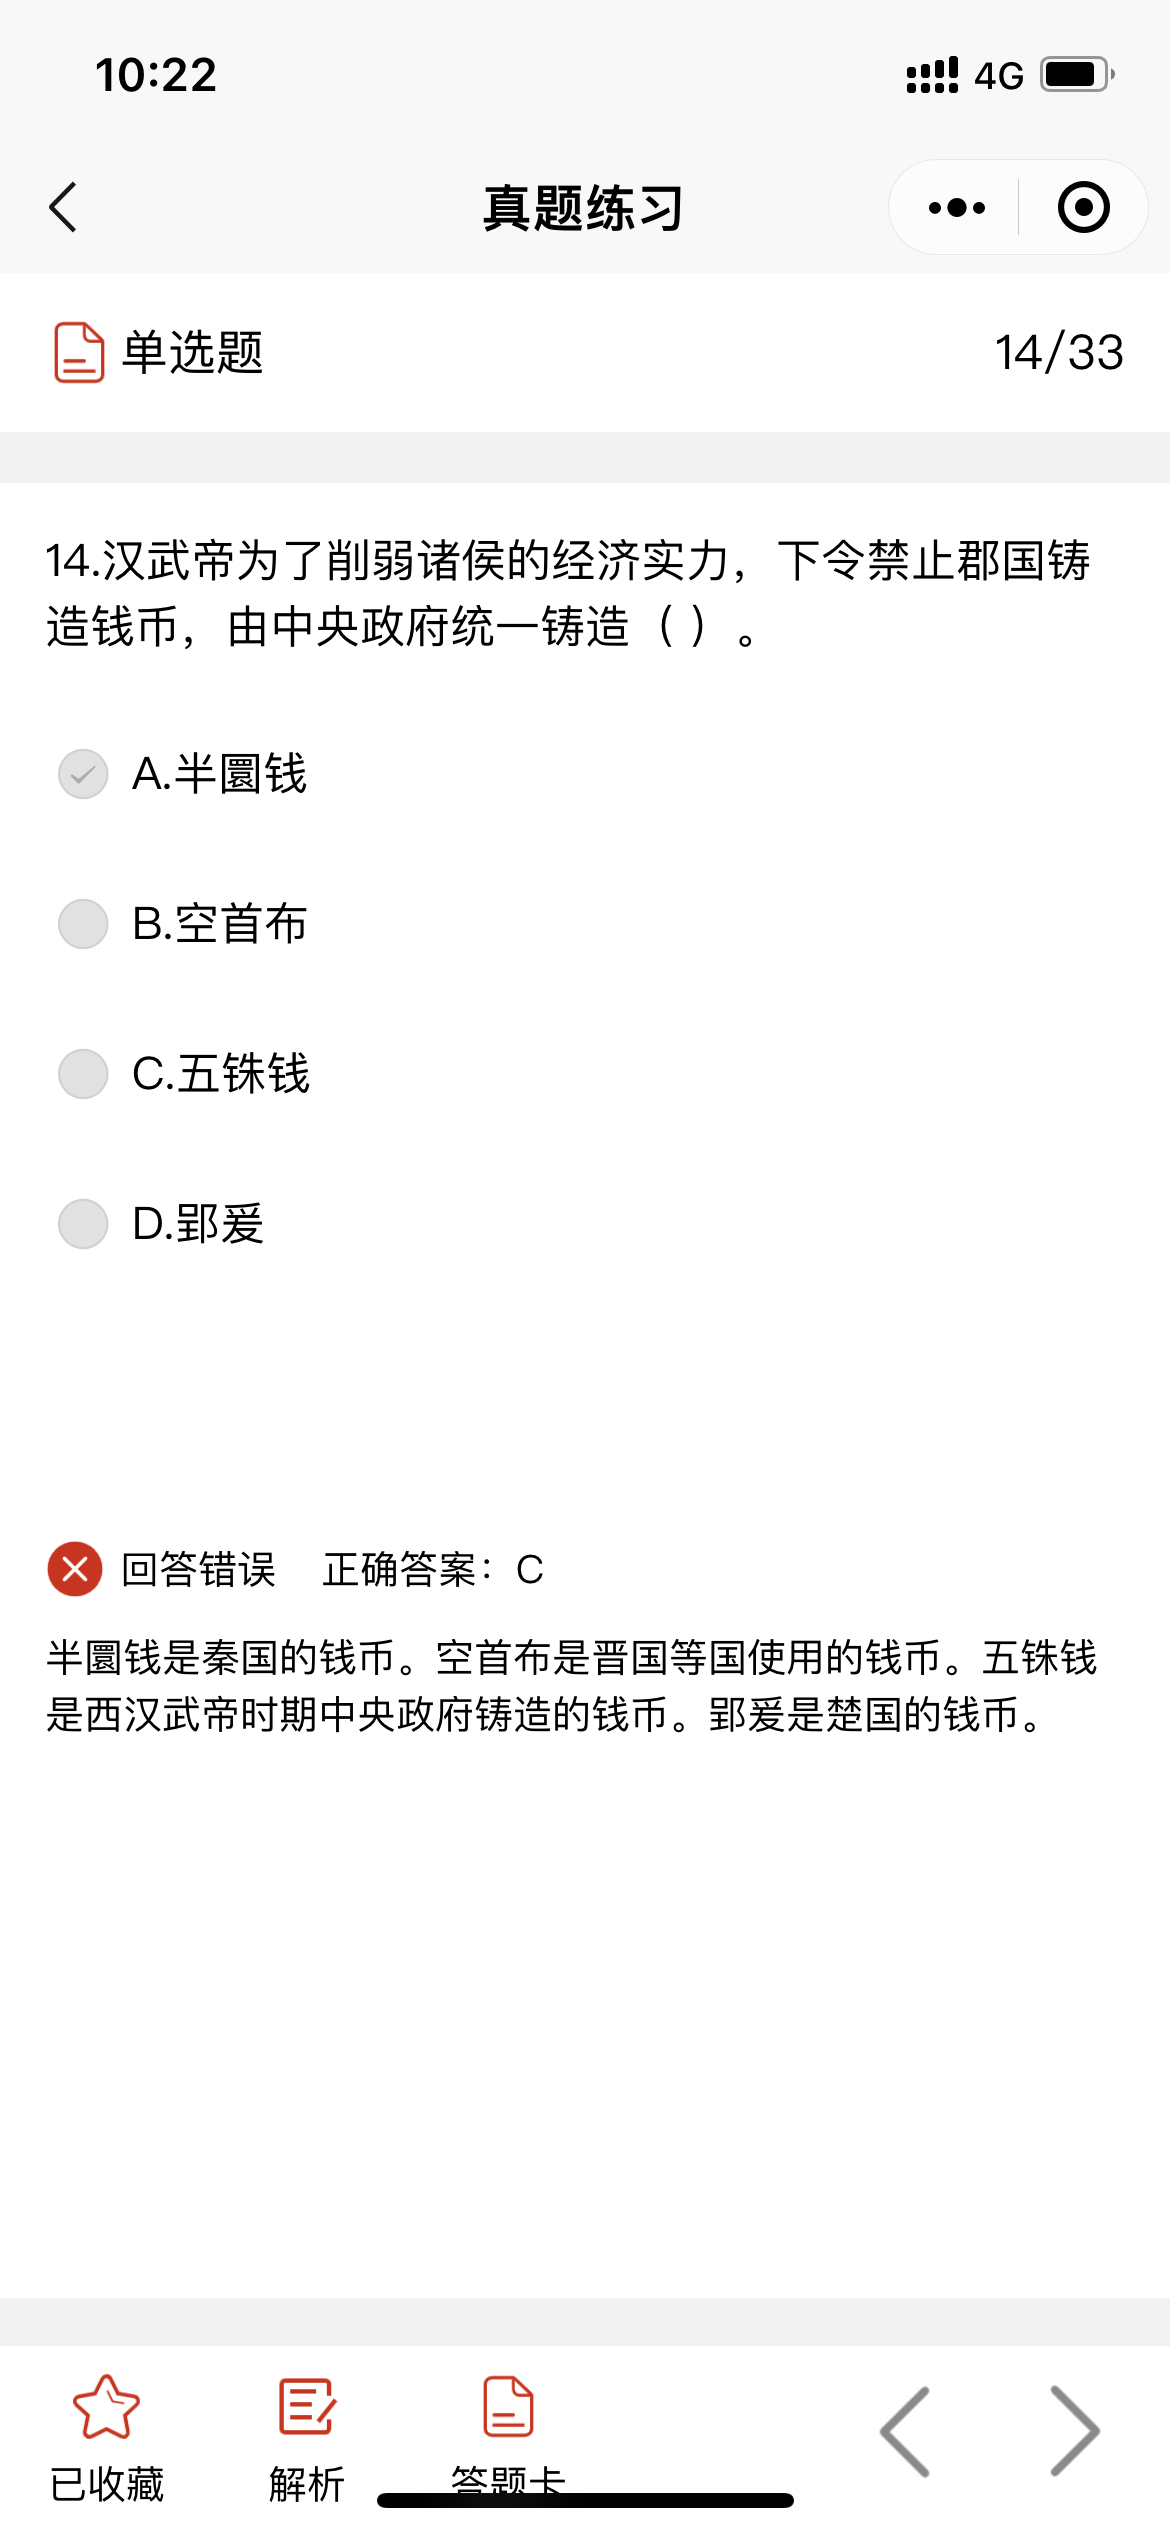 10:22
4G
真题练习
单选题
14/33
14.汉武帝为了削弱诸侯的经济实力，下令禁止郡国铸
造钱币，由中央政府统一铸造（ ）。
A.半圜钱
B.空首布
C.五铢钱
D.郢爰
回答错误 正确答案：C
半圜钱是秦国的钱币。空首布是晋国等国使用的钱币。五铢钱
是西汉武帝时期中央政府铸造的钱币。郢爰是楚国的钱币。
已收藏
解析
答题卡